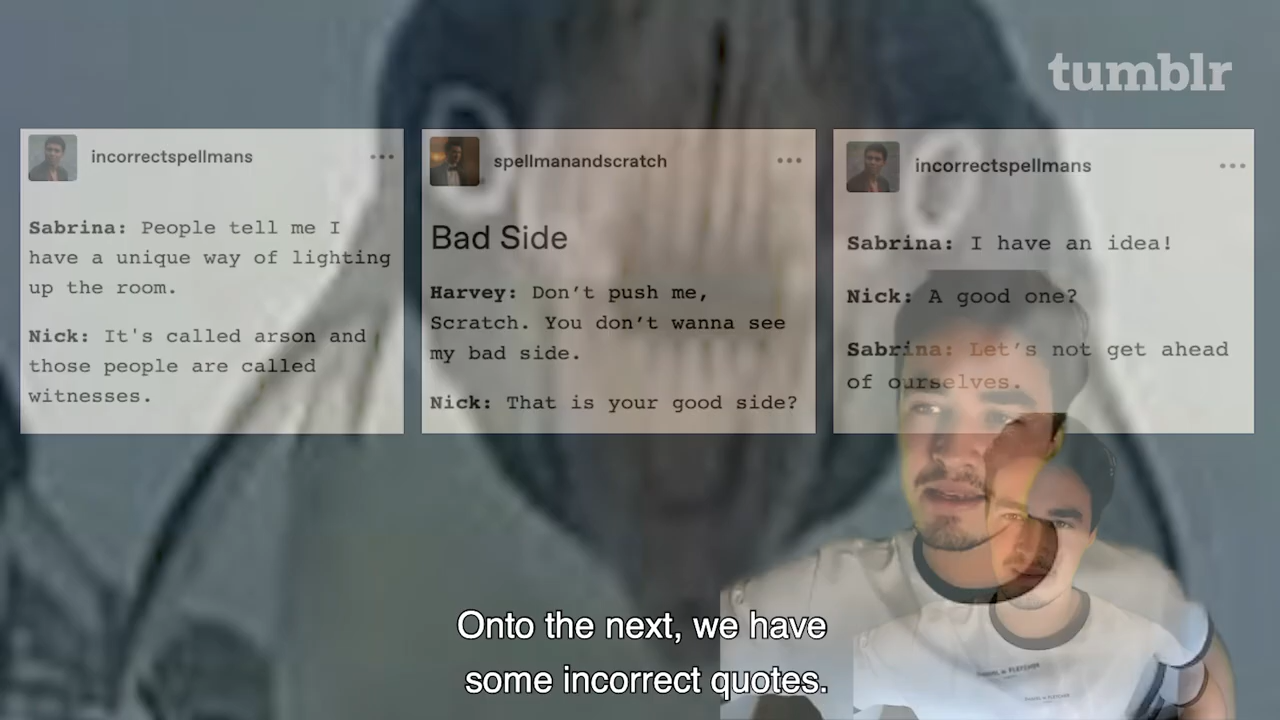 tumblr
incorrectspellmans
Sabrina: People tell me I
have a unique way of lighting
up the room.
Nick: It's called arson and
those people are called
witnesses.
spellmanandscratch
Bad Side
Harvey: Don’t push me,
Scratch. You don’t wanna see
my bad side.
Nick: That is your good side?
incorrectspellmans
Sabrina: I have an idea!
Nick: A good one?
Sabrina: Let’s not get ahead
of ourselves.
Onto the next, we have
some incorrect quotes.